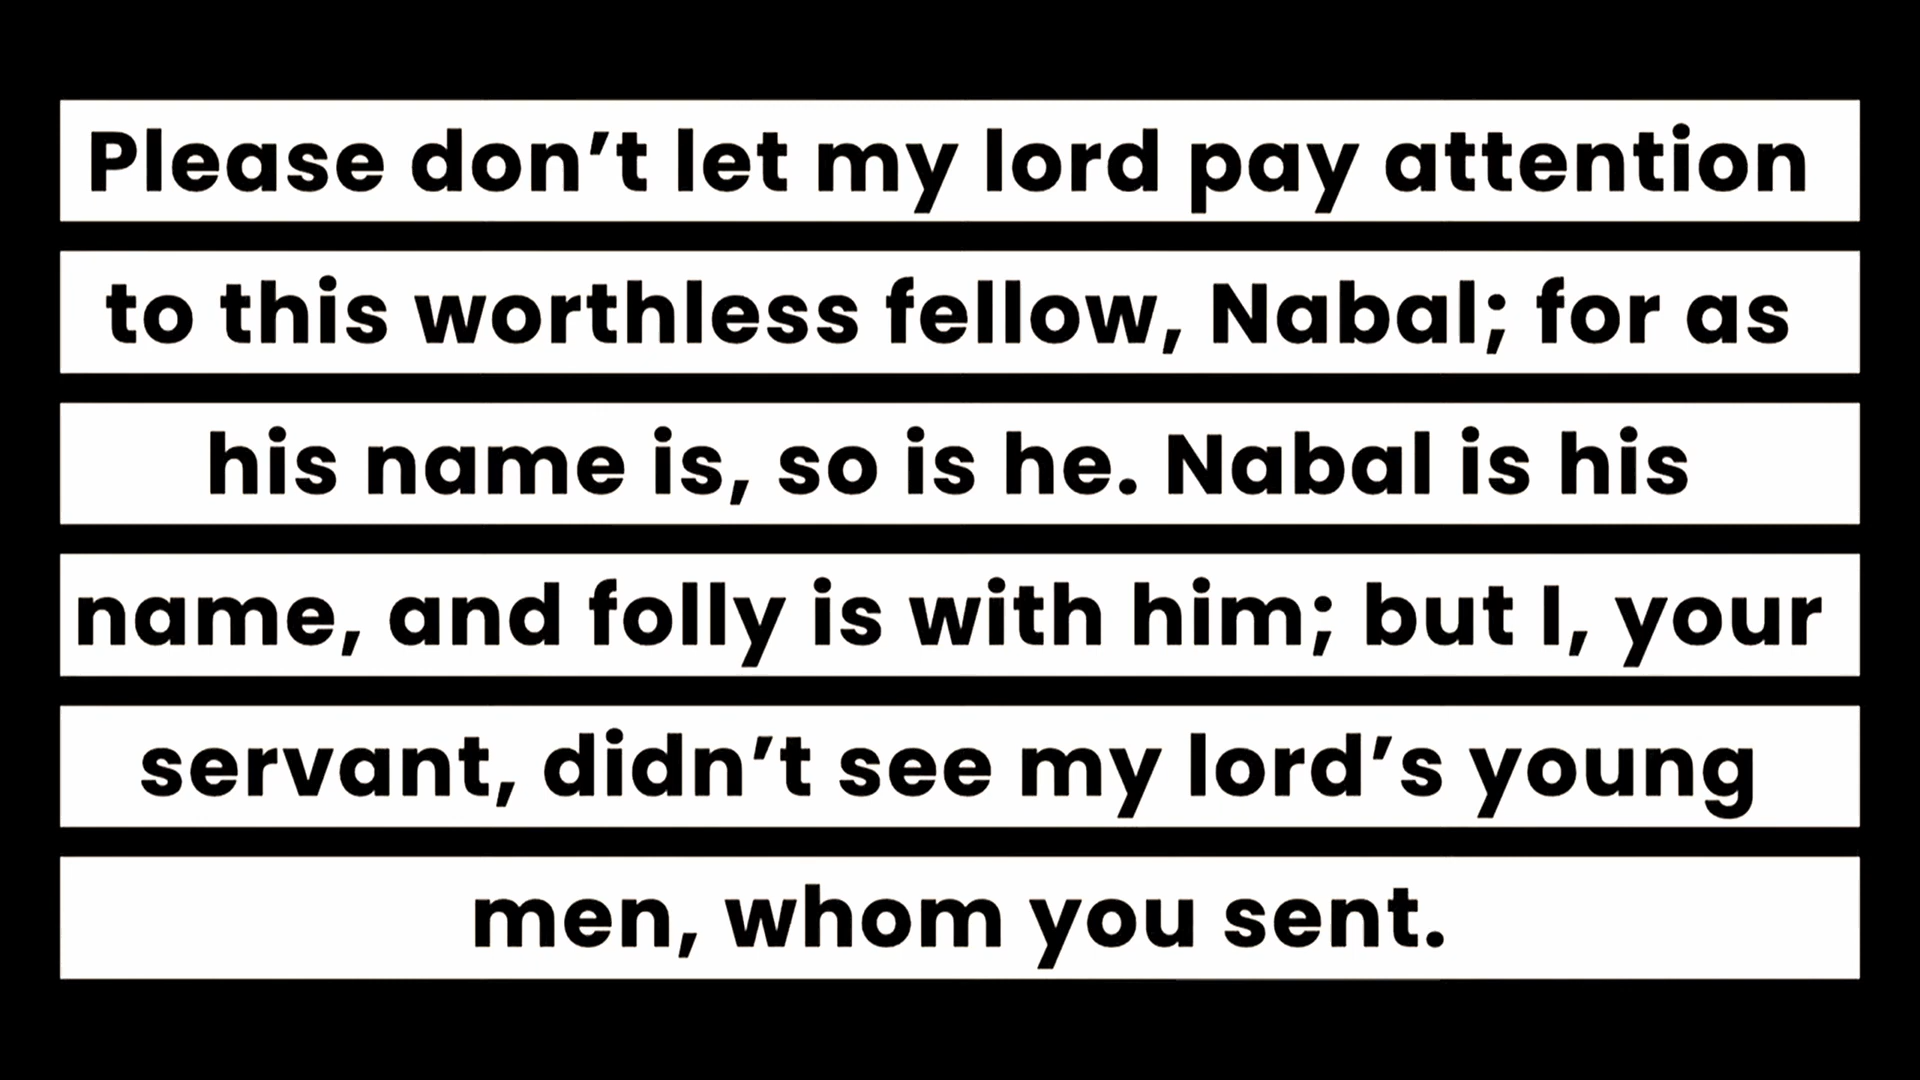 Please don’t let my lord pay attention
to this worthless fellow, Nabal; for as
his name is, so is he. Nabal is his
name, and folly is with him; but I, your
servant, didn’t see my lord’s young
men, whom you sent.